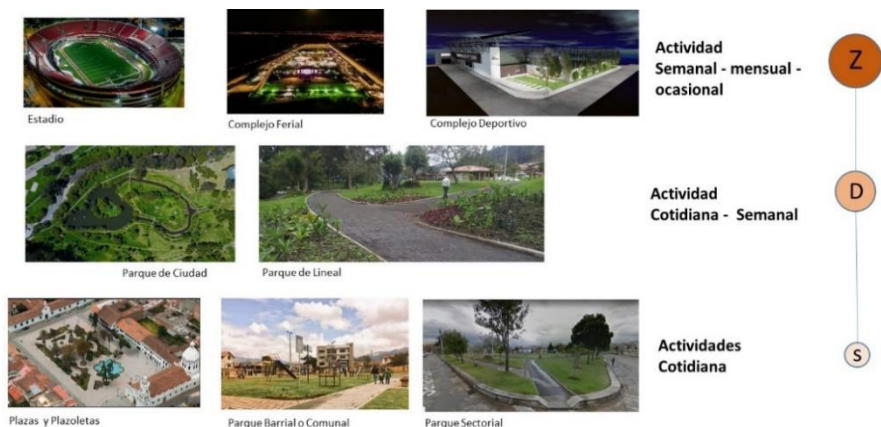 Estadio
Complejo Ferial
Complejo Deportivo
Actividad
Semanal - mensual -
ocasional
Z
Parque de Ciudad
Parque de Lineal
Actividad
Cotidiana - Semanal
D
Plazas y Plazoletas
Parque Barrial o Comunal
Parque Sectorial
Actividades
Cotidiana
S